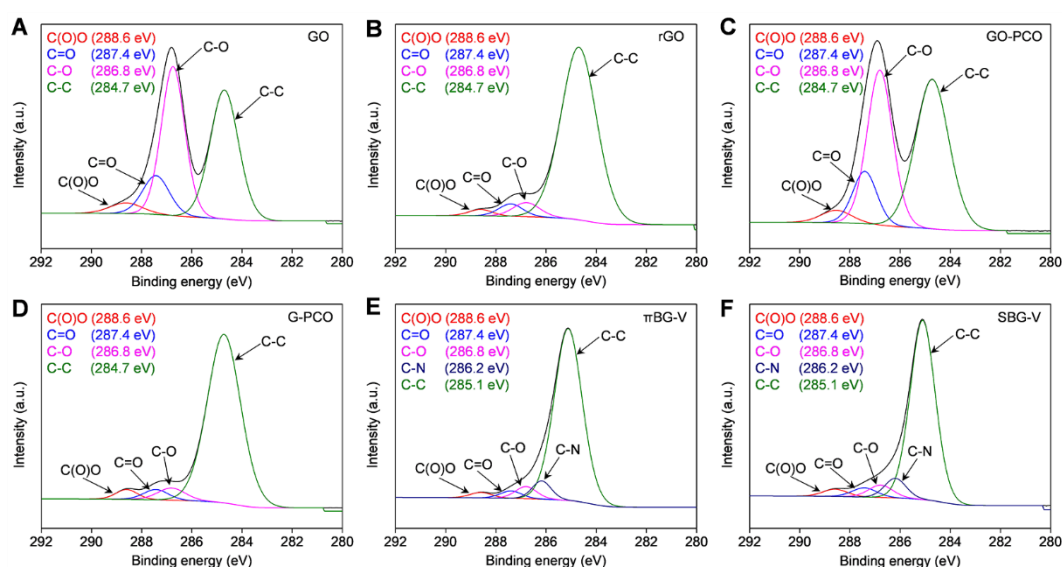 A
GO
C(O)O (288.6 eV)
C=O (287.4 eV)
C-O (286.8 eV)
C-C (284.7 eV)
C-O
C-C
C=O
C(O)O
Intensity (a.u.)
292 290 288 286 284 282 280
Binding energy (eV)
B
rGO
C(O)O (288.6 eV)
C=O (287.4 eV)
C-O (286.8 eV)
C-C (284.7 eV)
C-C
C-O
C=O
C(O)O
Intensity (a.u.)
292 290 288 286 284 282 280
Binding energy (eV)
C
GO-PCO
C(O)O (288.6 eV)
C=O (287.4 eV)
C-O (286.8 eV)
C-C (284.7 eV)
C-O
C-C
C=O
C(O)O
Intensity (a.u.)
292 290 288 286 284 282 280
Binding energy (eV)
D
G-PCO
C(O)O (288.6 eV)
C=O (287.4 eV)
C-O (286.8 eV)
C-C (284.7 eV)
C-C
C-O
C=O
C(O)O
Intensity (a.u.)
292 290 288 286 284 282 280
Binding energy (eV)
E
πBG-V
C(O)O (288.6 eV)
C=O (287.4 eV)
C-O (286.8 eV)
C-N (286.2 eV)
C-C (285.1 eV)
C-C
C-N
C-O
C=O
C(O)O
Intensity (a.u.)
292 290 288 286 284 282 280
Binding energy (eV)
F
SBG-V
C(O)O (288.6 eV)
C=O (287.4 eV)
C-O (286.8 eV)
C-N (286.2 eV)
C-C (285.1 eV)
C-C
C-N
C-O
C=O
C(O)O
Intensity (a.u.)
292 290 288 286 284 282 280
Binding energy (eV)